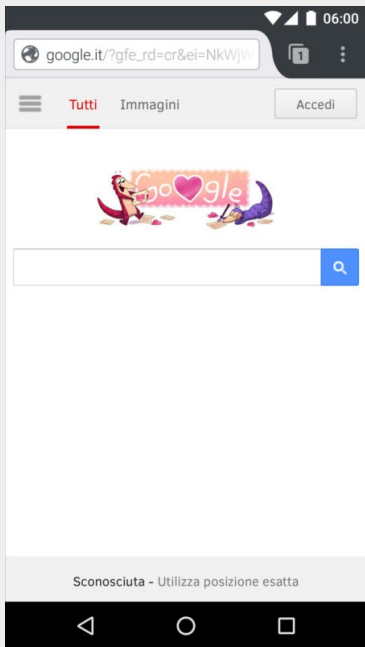 06:00
google.it/?gfe_rd=cr&ei=NkWjW
1
Tutti Immagini Accedi
Google
Sconosciuta - Utilizza posizione esatta